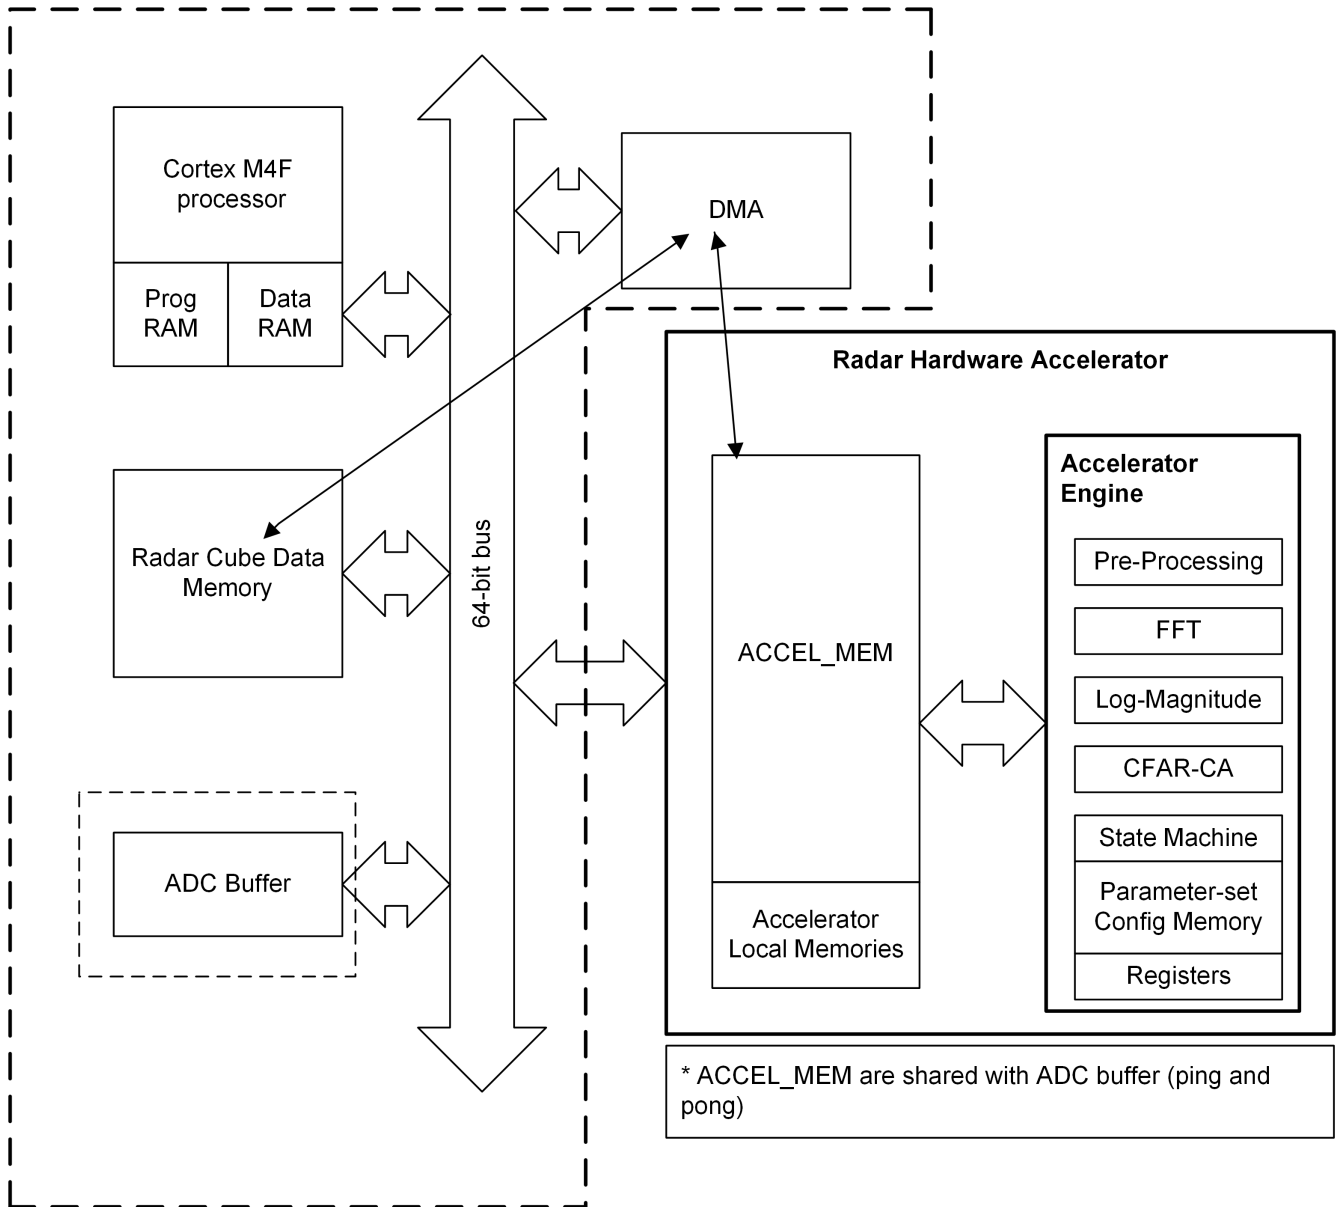 Cortex M4F
processor
Prog
RAM
Data
RAM
DMA
Radar Cube Data
Memory
64-bit bus
ADC Buffer
Radar Hardware Accelerator
ACCEL_MEM
Accelerator
Local Memories
Accelerator
Engine
Pre-Processing
FFT
Log-Magnitude
CFAR-CA
State Machine
Parameter-set
Config Memory
Registers
* ACCEL_MEM are shared with ADC buffer (ping and
pong)